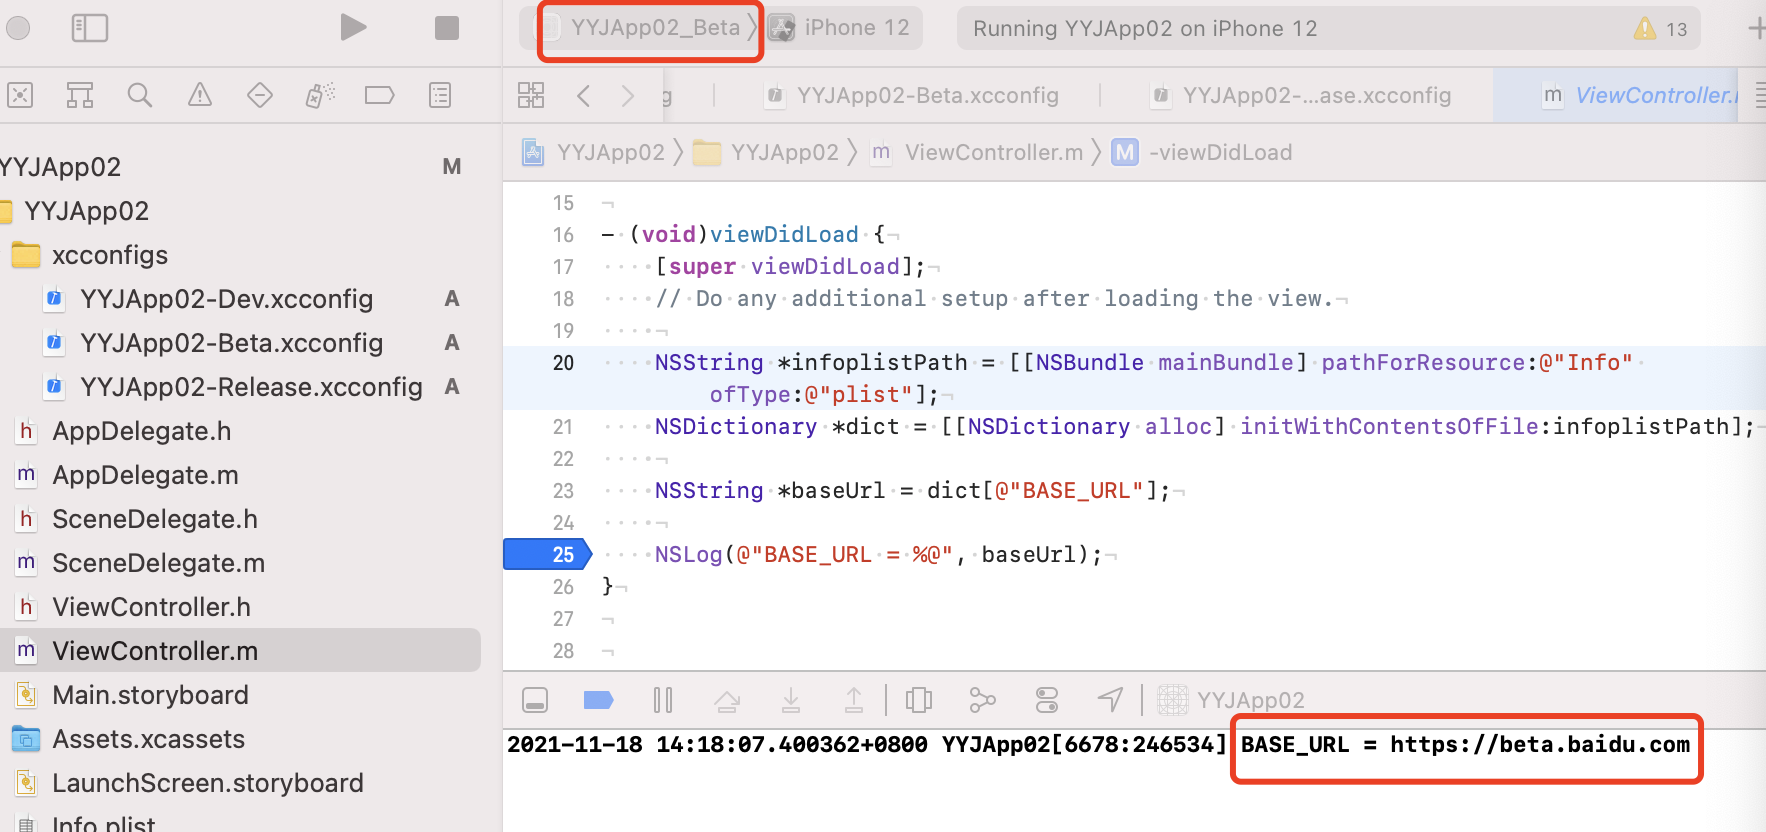 YYJApp02_Beta
iPhone 12
Running YYJApp02 on iPhone 12
13
g
YYJApp02-Beta.xcconfig
YYJApp02-...ase.xcconfig
m ViewController.
YYJApp02
YYJApp02
m ViewController.m
M -viewDidLoad
YYJApp02 M
YYJApp02
xcconfigs
YYJApp02-Dev.xcconfig A
YYJApp02-Beta.xcconfig A
YYJApp02-Release.xcconfig A
h AppDelegate.h
m AppDelegate.m
h SceneDelegate.h
m SceneDelegate.m
h ViewController.h
m ViewController.m
Main.storyboard
Assets.xcassets
LaunchScreen.storyboard
Info.plist
15
16 - (void)viewDidLoad {
17 [super viewDidLoad];
18 // Do any additional setup after loading the view.
19
20 NSString *infoplistPath = [[NSBundle mainBundle] pathForResource:@"Info"
ofType:@"plist"];
21 NSDictionary *dict = [[NSDictionary alloc] initWithContentsOfFile:infoplistPath];
22
23 NSString *baseUrl = dict[@"BASE_URL"];
24
25 NSLog(@"BASE_URL = %@", baseUrl);
26 }
27
28
YYJApp02
2021-11-18 14:18:07.400362+0800 YYJApp02[6678:246534] BASE_URL = https://beta.baidu.com